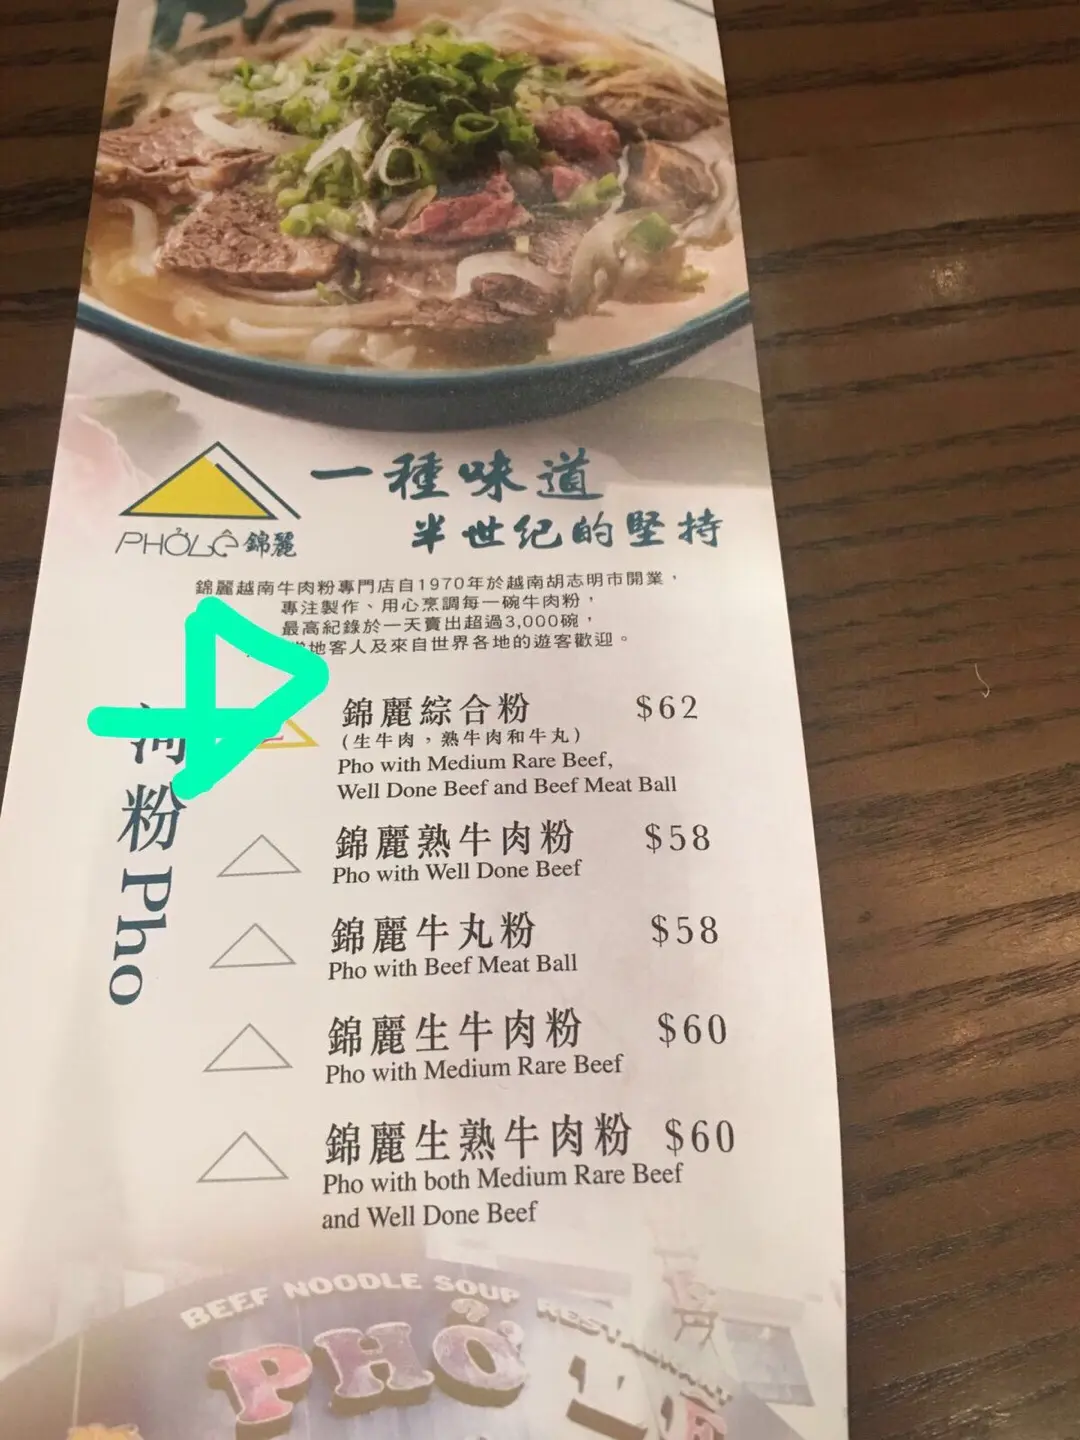 PHỞLỆ 錦麗
一種味道
半世紀的堅持
錦麗越南牛肉粉專門店自1970年於越南胡志明市開業，
專注製作、用心烹調每一碗牛肉粉，
最高紀錄於一天賣出超過3,000碗，
地客人及來自世界各地的遊客歡迎。
河粉 Pho
錦麗綜合粉 $62
(生牛肉，熟牛肉和牛丸)
Pho with Medium Rare Beef,
Well Done Beef and Beef Meat Ball
錦麗熟牛肉粉 $58
Pho with Well Done Beef
錦麗牛丸粉 $58
Pho with Beef Meat Ball
錦麗生牛肉粉 $60
Pho with Medium Rare Beef
錦麗生熟牛肉粉 $60
Pho with both Medium Rare Beef
and Well Done Beef
BEEF NOODLE SOUP RESTAURANT
PHỞ LỆ